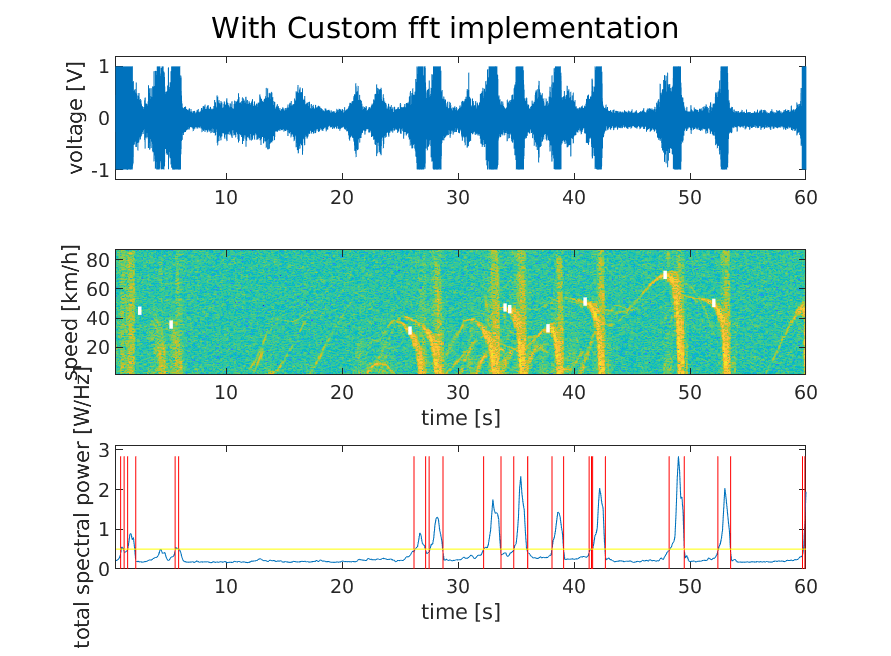 With Custom fft implementation
voltage [V]
1
0
-1
10 20 30 40 50 60
speed [km/h]
80
60
40
20
10 20 30 40 50 60
time [s]
total spectral power [W/Hz]
3
2
1
0
10 20 30 40 50 60
time [s]